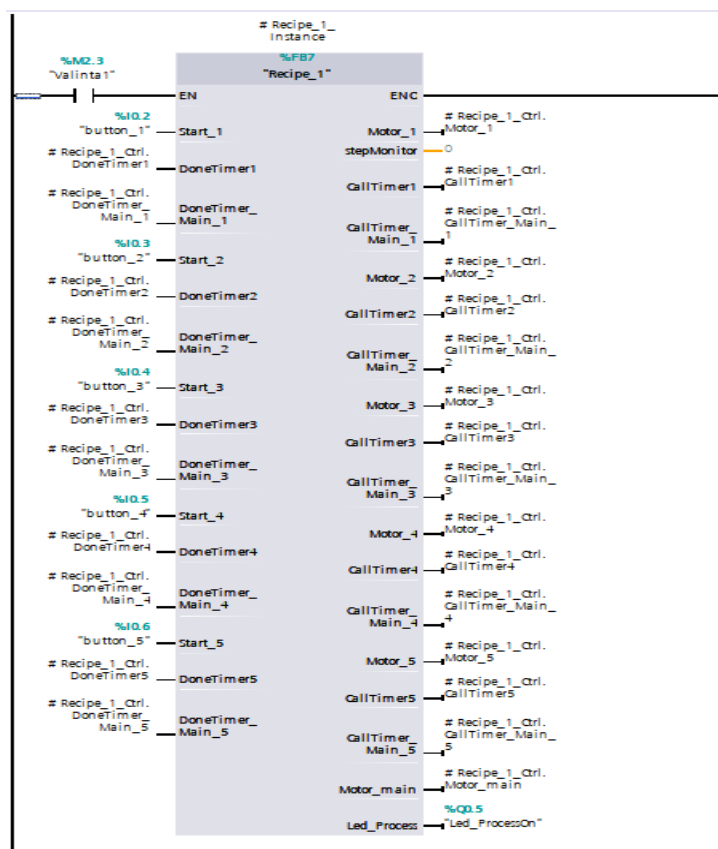 # Recipe_1_
Instance
%M2.3
"Valinta1"
%FB7
"Recipe_1"
EN
ENO
%I0.2
"button_1"
Start_1
Motor_1
# Recipe_1_Ctrl.
Motor_1
stepMonitor
0
# Recipe_1_Ctrl.
DoneTimer1
DoneTimer1
CallTimer1
# Recipe_1_Ctrl.
CallTimer1
# Recipe_1_Ctrl.
DoneTimer_
Main_1
DoneTimer_
Main_1
CallTimer_
Main_1
# Recipe_1_Ctrl.
CallTimer_Main_
1
%I0.3
"button_2"
Start_2
Motor_2
# Recipe_1_Ctrl.
Motor_2
# Recipe_1_Ctrl.
DoneTimer2
DoneTimer2
CallTimer2
# Recipe_1_Ctrl.
CallTimer2
# Recipe_1_Ctrl.
DoneTimer_
Main_2
DoneTimer_
Main_2
CallTimer_
Main_2
# Recipe_1_Ctrl.
CallTimer_Main_
2
%I0.4
"button_3"
Start_3
Motor_3
# Recipe_1_Ctrl.
Motor_3
# Recipe_1_Ctrl.
DoneTimer3
DoneTimer3
CallTimer3
# Recipe_1_Ctrl.
CallTimer3
# Recipe_1_Ctrl.
DoneTimer_
Main_3
DoneTimer_
Main_3
CallTimer_
Main_3
# Recipe_1_Ctrl.
CallTimer_Main_
3
%I0.5
"button_4"
Start_4
Motor_4
# Recipe_1_Ctrl.
Motor_4
# Recipe_1_Ctrl.
DoneTimer4
DoneTimer4
CallTimer4
# Recipe_1_Ctrl.
CallTimer4
# Recipe_1_Ctrl.
DoneTimer_
Main_4
DoneTimer_
Main_4
CallTimer_
Main_4
# Recipe_1_Ctrl.
CallTimer_Main_
4
%I0.6
"button_5"
Start_5
Motor_5
# Recipe_1_Ctrl.
Motor_5
# Recipe_1_Ctrl.
DoneTimer5
DoneTimer5
CallTimer5
# Recipe_1_Ctrl.
CallTimer5
# Recipe_1_Ctrl.
DoneTimer_
Main_5
DoneTimer_
Main_5
CallTimer_
Main_5
# Recipe_1_Ctrl.
CallTimer_Main_
5
Motor_main
# Recipe_1_Ctrl.
Motor_main
Led_Process
%Q0.5
"Led_ProcessOn"